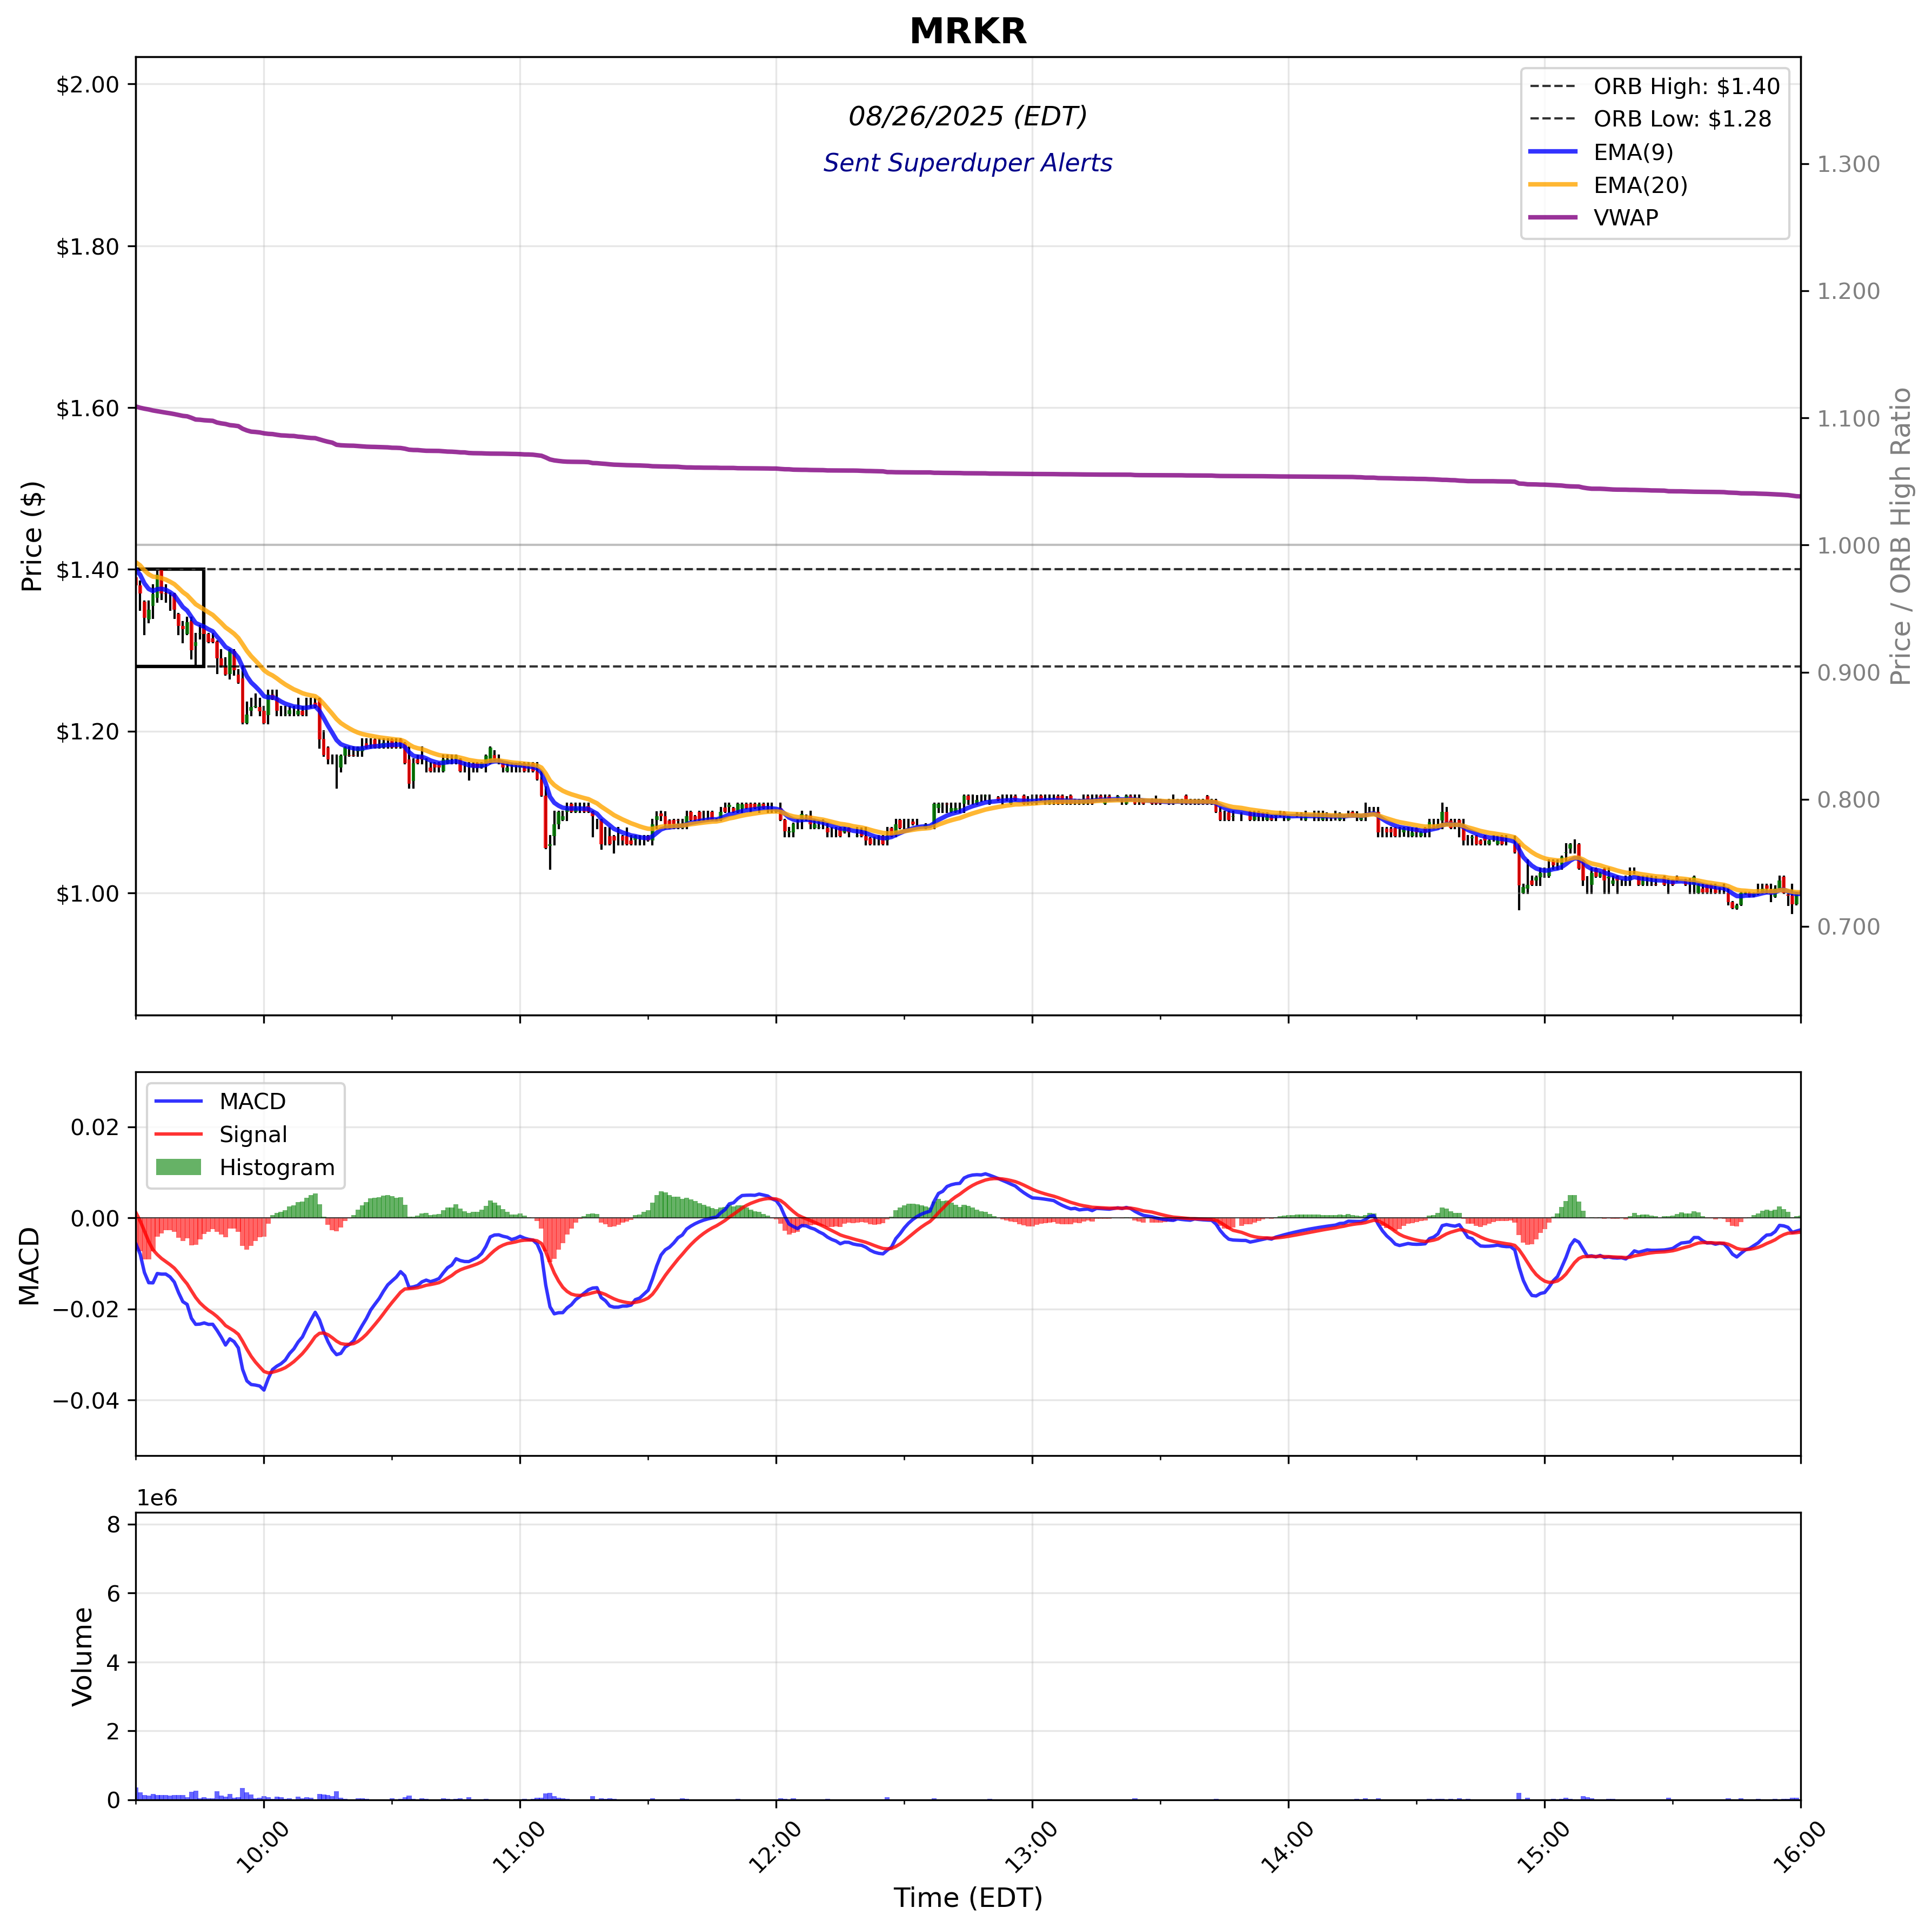 MRKR
08/26/2025 (EDT)
Sent Superduper Alerts
ORB High: $1.40
ORB Low: $1.28
EMA(9)
EMA(20)
VWAP
Price ($)
$2.00
$1.80
$1.60
$1.40
$1.20
$1.00
Price / ORB High Ratio
1.300
1.200
1.100
1.000
0.900
0.800
0.700
MACD
Signal
Histogram
MACD
0.02
0.00
−0.02
−0.04
1e6
Volume
8
6
4
2
0
10:00
11:00
12:00
13:00
14:00
15:00
16:00
Time (EDT)